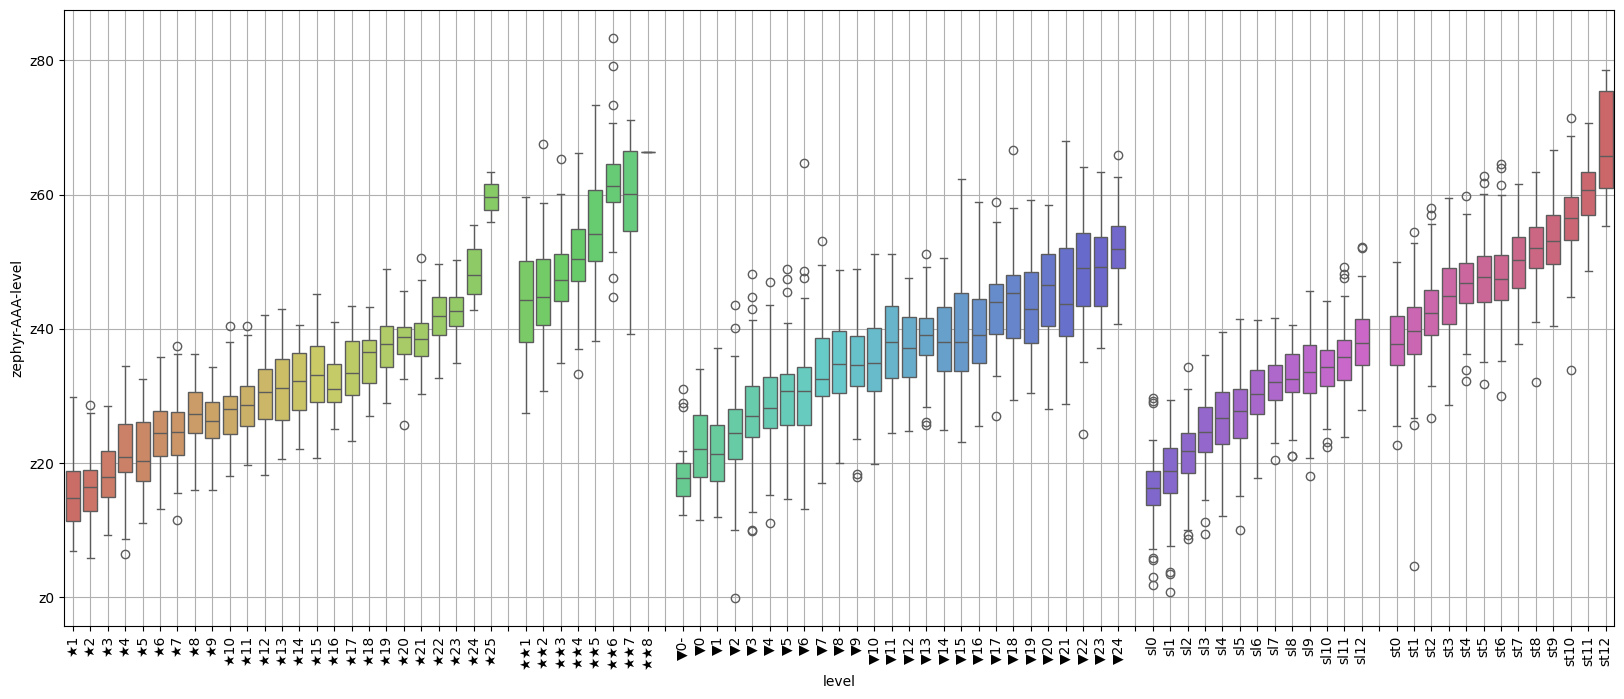 z80
z60
z40
z20
z0
zephyr-AAA-level
★1 ★2 ★3 ★4 ★5 ★6 ★7 ★8 ★9 ★10 ★11 ★12 ★13 ★14 ★15 ★16 ★17 ★18 ★19 ★20 ★21 ★22 ★23 ★24 ★25 ★★1 ★★2 ★★3 ★★4 ★★5 ★★6 ★★7 ★★8 ▼0- ▼0 ▼1 ▼2 ▼3 ▼4 ▼5 ▼6 ▼7 ▼8 ▼9 ▼10 ▼11 ▼12 ▼13 ▼14 ▼15 ▼16 ▼17 ▼18 ▼19 ▼20 ▼21 ▼22 ▼23 ▼24 sl0 sl1 sl2 sl3 sl4 sl5 sl6 sl7 sl8 sl9 sl10 sl11 sl12 st0 st1 st2 st3 st4 st5 st6 st7 st8 st9 st10 st11 st12
level